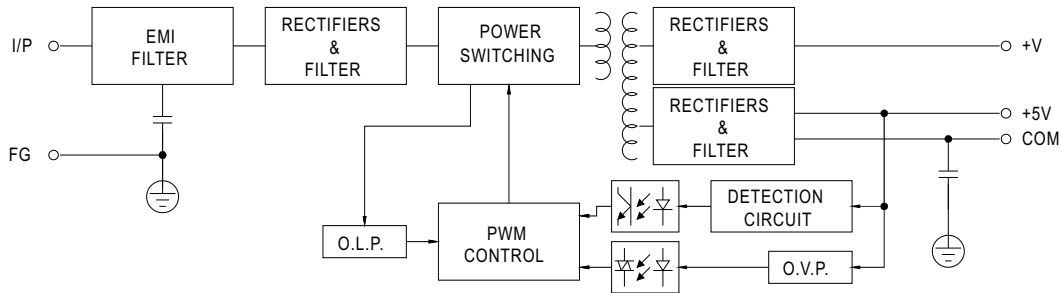 I/P
EMI
FILTER
RECTIFIERS
&
FILTER
POWER
SWITCHING
RECTIFIERS
&
FILTER
+V
RECTIFIERS
&
FILTER
+5V
COM
FG
DETECTION
CIRCUIT
O.L.P.
PWM
CONTROL
O.V.P.